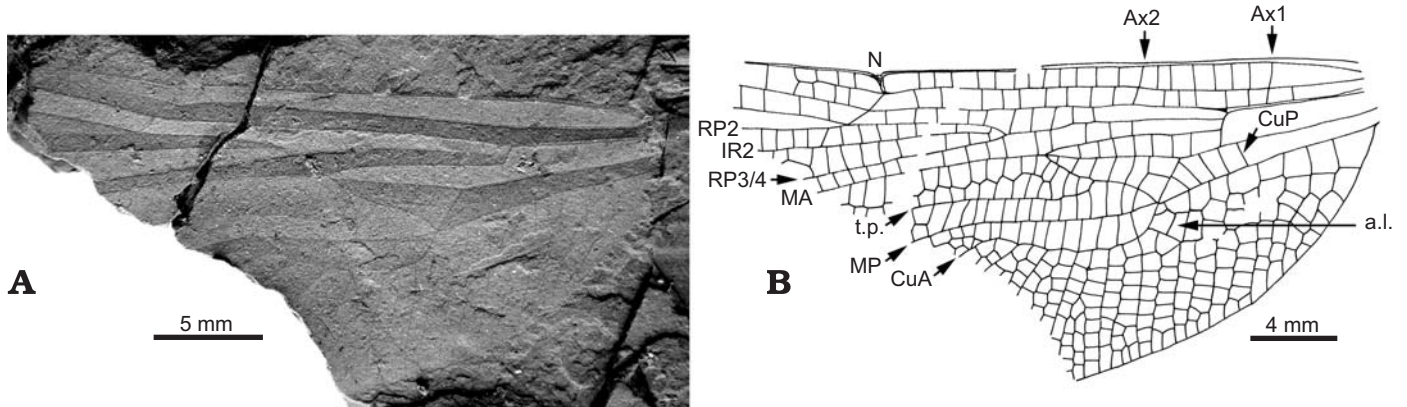 A
5 mm
Ax2
Ax1
N
CuP
RP2
IR2
RP3/4
MA
t.p.
a.l.
MP
CuA
B
4 mm